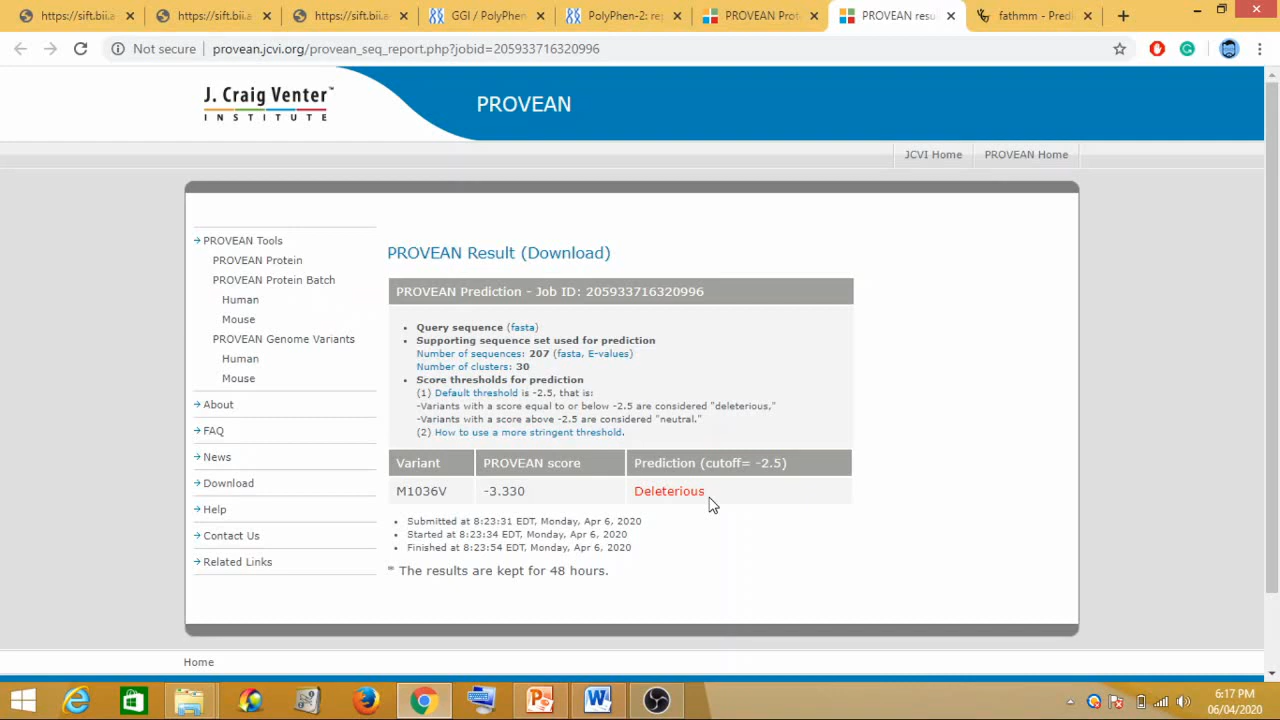 https://sift.bii.a
https://sift.bii.a
https://sift.bii.a
GGI / PolyPhen
PolyPhen-2: re
PROVEAN Prot
PROVEAN resu
fathmm - Predi
Not secure
provean.jcvi.org/provean_seq_report.php?jobid=205933716320996
J. Craig Venter™
INSTITUTE
PROVEAN
JCVI Home
PROVEAN Home
PROVEAN Tools
PROVEAN Protein
PROVEAN Protein Batch
Human
Mouse
PROVEAN Genome Variants
Human
Mouse
About
FAQ
News
Download
Help
Contact Us
Related Links
PROVEAN Result (Download)
PROVEAN Prediction - Job ID: 205933716320996
• Query sequence (fasta)
• Supporting sequence set used for prediction
Number of sequences: 207 (fasta, E-values)
Number of clusters: 30
• Score thresholds for prediction
(1) Default threshold is -2.5, that is:
-Variants with a score equal to or below -2.5 are considered "deleterious,"
-Variants with a score above -2.5 are considered "neutral."
(2) How to use a more stringent threshold.
Variant PROVEAN score Prediction (cutoff= -2.5)
M1036V -3.330 Deleterious
• Submitted at 8:23:31 EDT, Monday, Apr 6, 2020
• Started at 8:23:34 EDT, Monday, Apr 6, 2020
• Finished at 8:23:54 EDT, Monday, Apr 6, 2020
* The results are kept for 48 hours.
Home
6:17 PM
06/04/2020